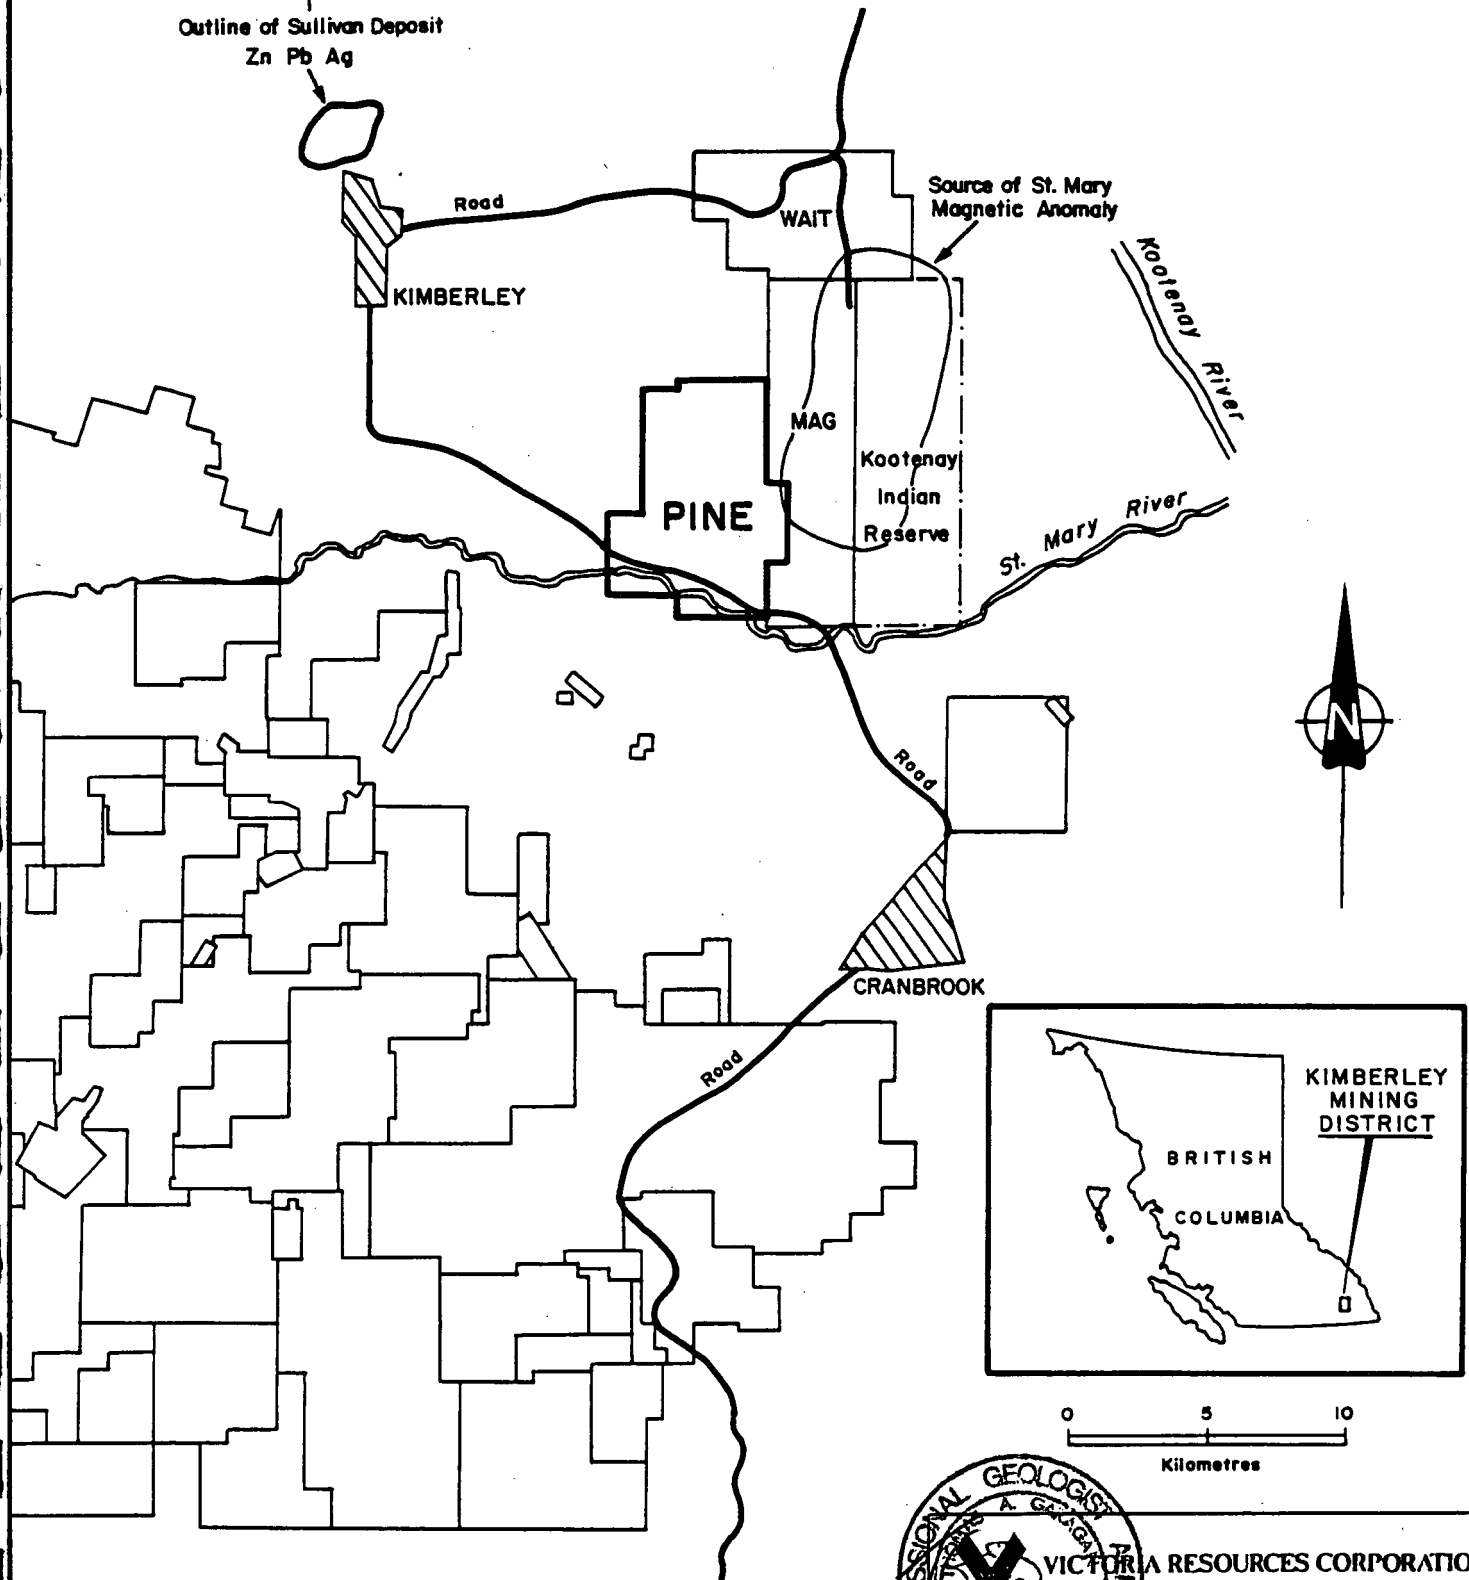 Outline of Sullivan Deposit
Zn Pb Ag
Road
WAIT
Source of St. Mary
Magnetic Anomaly
Kootenay River
KIMBERLEY
MAG
Kootenay
Indian
Reserve
PINE
St. Mary River
N
Road
CRANBROOK
Road
KIMBERLEY
MINING
DISTRICT
BRITISH
COLUMBIA
0 5 10
Kilometres
GEOLOGIST
A.
VICTORIA RESOURCES CORPORATIO